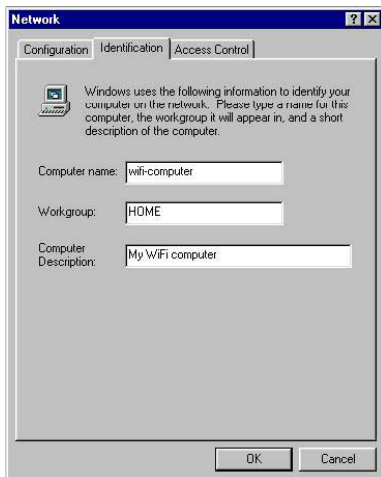 Network
Configuration Identification Access Control
Windows uses the following information to identify your
computer on the network. Please type a name for this
computer, the workgroup it will appear in, and a short
description of the computer.
Computer name: wifi-computer
Workgroup: HOME
Computer
Description: My WiFi computer
OK Cancel